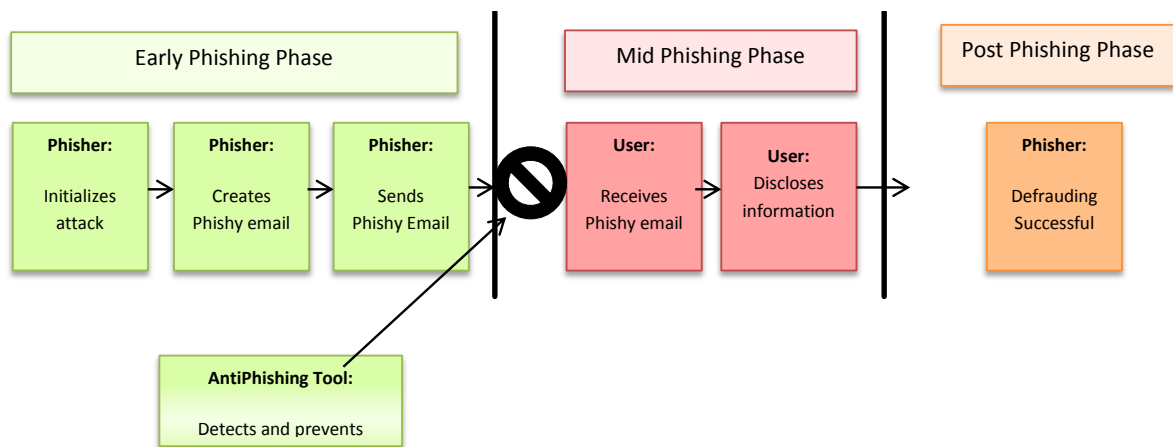 Early Phishing Phase
Mid Phishing Phase
Post Phishing Phase
Phisher:
Initializes
attack
Phisher:
Creates
Phishy email
Phisher:
Sends
Phishy Email
User:
Receives
Phishy email
User:
Discloses
information
Phisher:
Defrauding
Successful
AntiPhishing Tool:
Detects and prevents